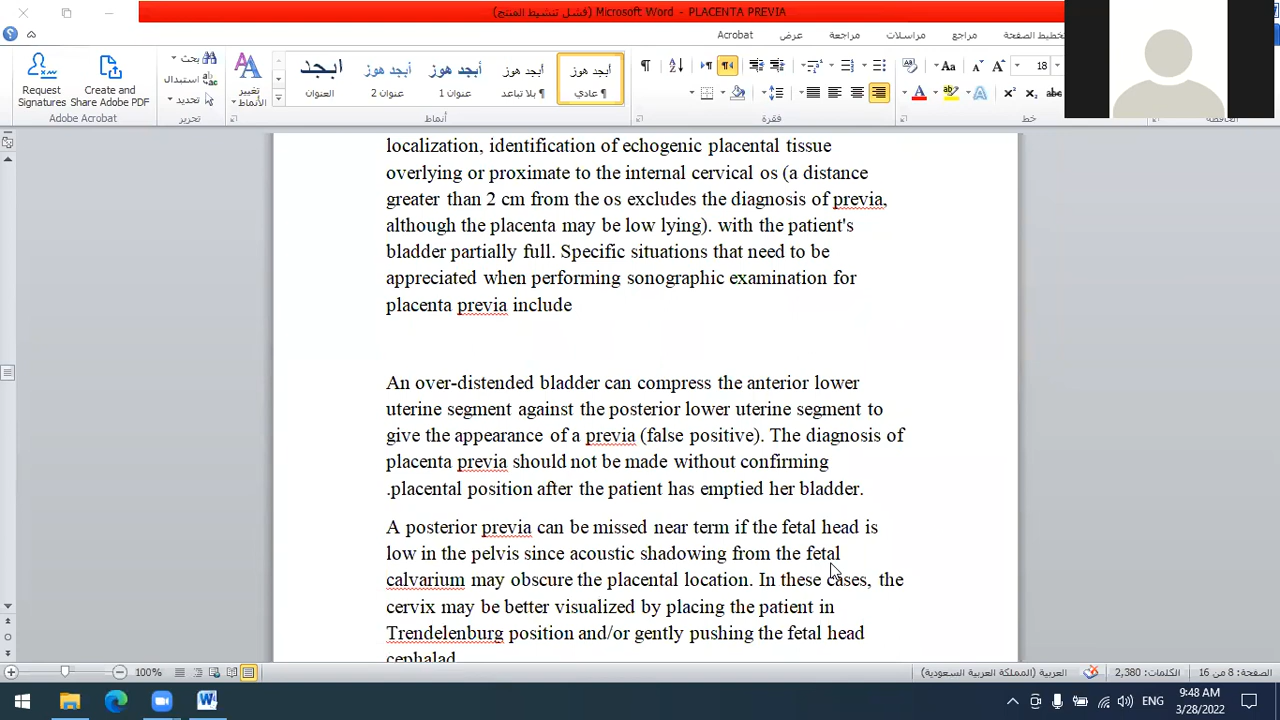 PLACENTA PREVIA - Microsoft Word (فشل تنشيط المنتج)
Acrobat
عرض
مراجعة
مراسلات
مراجع
تخطيط الصفحة
Request Signatures
Create and Share Adobe PDF
Adobe Acrobat
بحث
استبدال
تحديد
تحرير
تغيير الأنماط
أبجد
العنوان
أبجد هوز
عنوان 2
أبجد هوز
عنوان 1
أبجد هوز
¶ بلا تباعد
أبجد هوز
¶ عادي
أنماط
فقرة
Aa
18
A
abc
خط
localization, identification of echogenic placental tissue
overlying or proximate to the internal cervical os (a distance
greater than 2 cm from the os excludes the diagnosis of previa,
although the placenta may be low lying). with the patient's
bladder partially full. Specific situations that need to be
appreciated when performing sonographic examination for
placenta previa include
An over-distended bladder can compress the anterior lower
uterine segment against the posterior lower uterine segment to
give the appearance of a previa (false positive). The diagnosis of
placenta previa should not be made without confirming
.placental position after the patient has emptied her bladder.
A posterior previa can be missed near term if the fetal head is
low in the pelvis since acoustic shadowing from the fetal
calvarium may obscure the placental location. In these cases, the
cervix may be better visualized by placing the patient in
Trendelenburg position and/or gently pushing the fetal head
cephalad
100%
العربية (المملكة العربية السعودية)
الكلمات: 2,380
الصفحة: 8 من 16
ENG
9:48 AM
3/28/2022